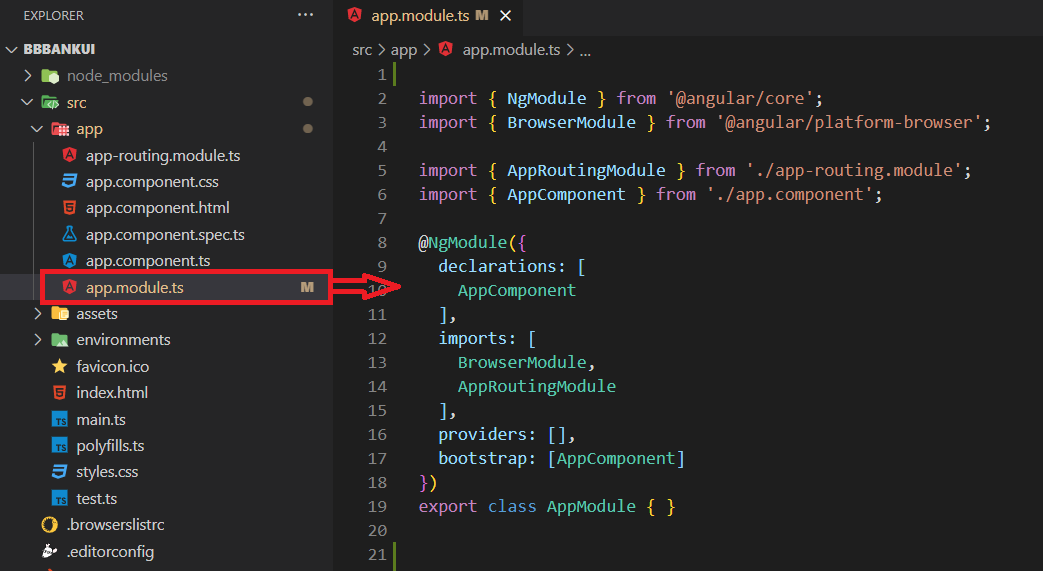 EXPLORER
...
BBBANKUI
node_modules
src
app
app-routing.module.ts
app.component.css
app.component.html
app.component.spec.ts
app.component.ts
app.module.ts M
assets
environments
favicon.ico
index.html
TS main.ts
TS polyfills.ts
styles.css
TS test.ts
.browserslistrc
.editorconfig
app.module.ts M
src > app > app.module.ts > ...
1
2 import { NgModule } from '@angular/core';
3 import { BrowserModule } from '@angular/platform-browser';
4
5 import { AppRoutingModule } from './app-routing.module';
6 import { AppComponent } from './app.component';
7
8 @NgModule({
9 declarations: [
10 AppComponent
11 ],
12 imports: [
13 BrowserModule,
14 AppRoutingModule
15 ],
16 providers: [],
17 bootstrap: [AppComponent]
18 })
19 export class AppModule { }
20
21